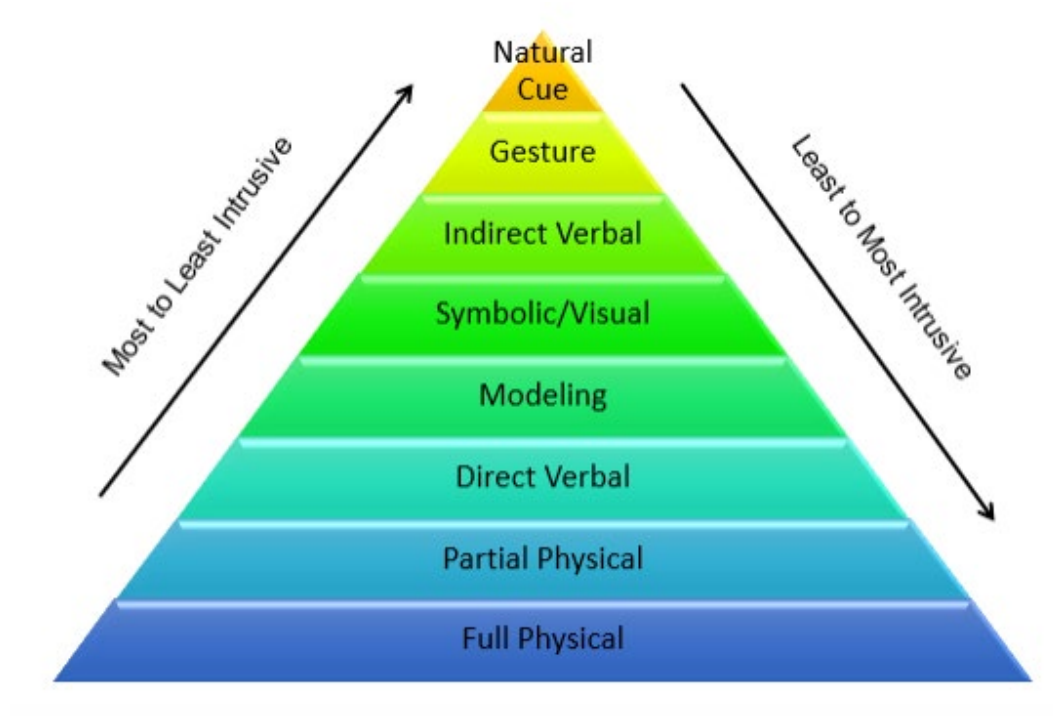 Natural
Cue
Gesture
Indirect Verbal
Symbolic/Visual
Modeling
Direct Verbal
Partial Physical
Full Physical
Most to Least Intrusive
Least to Most Intrusive